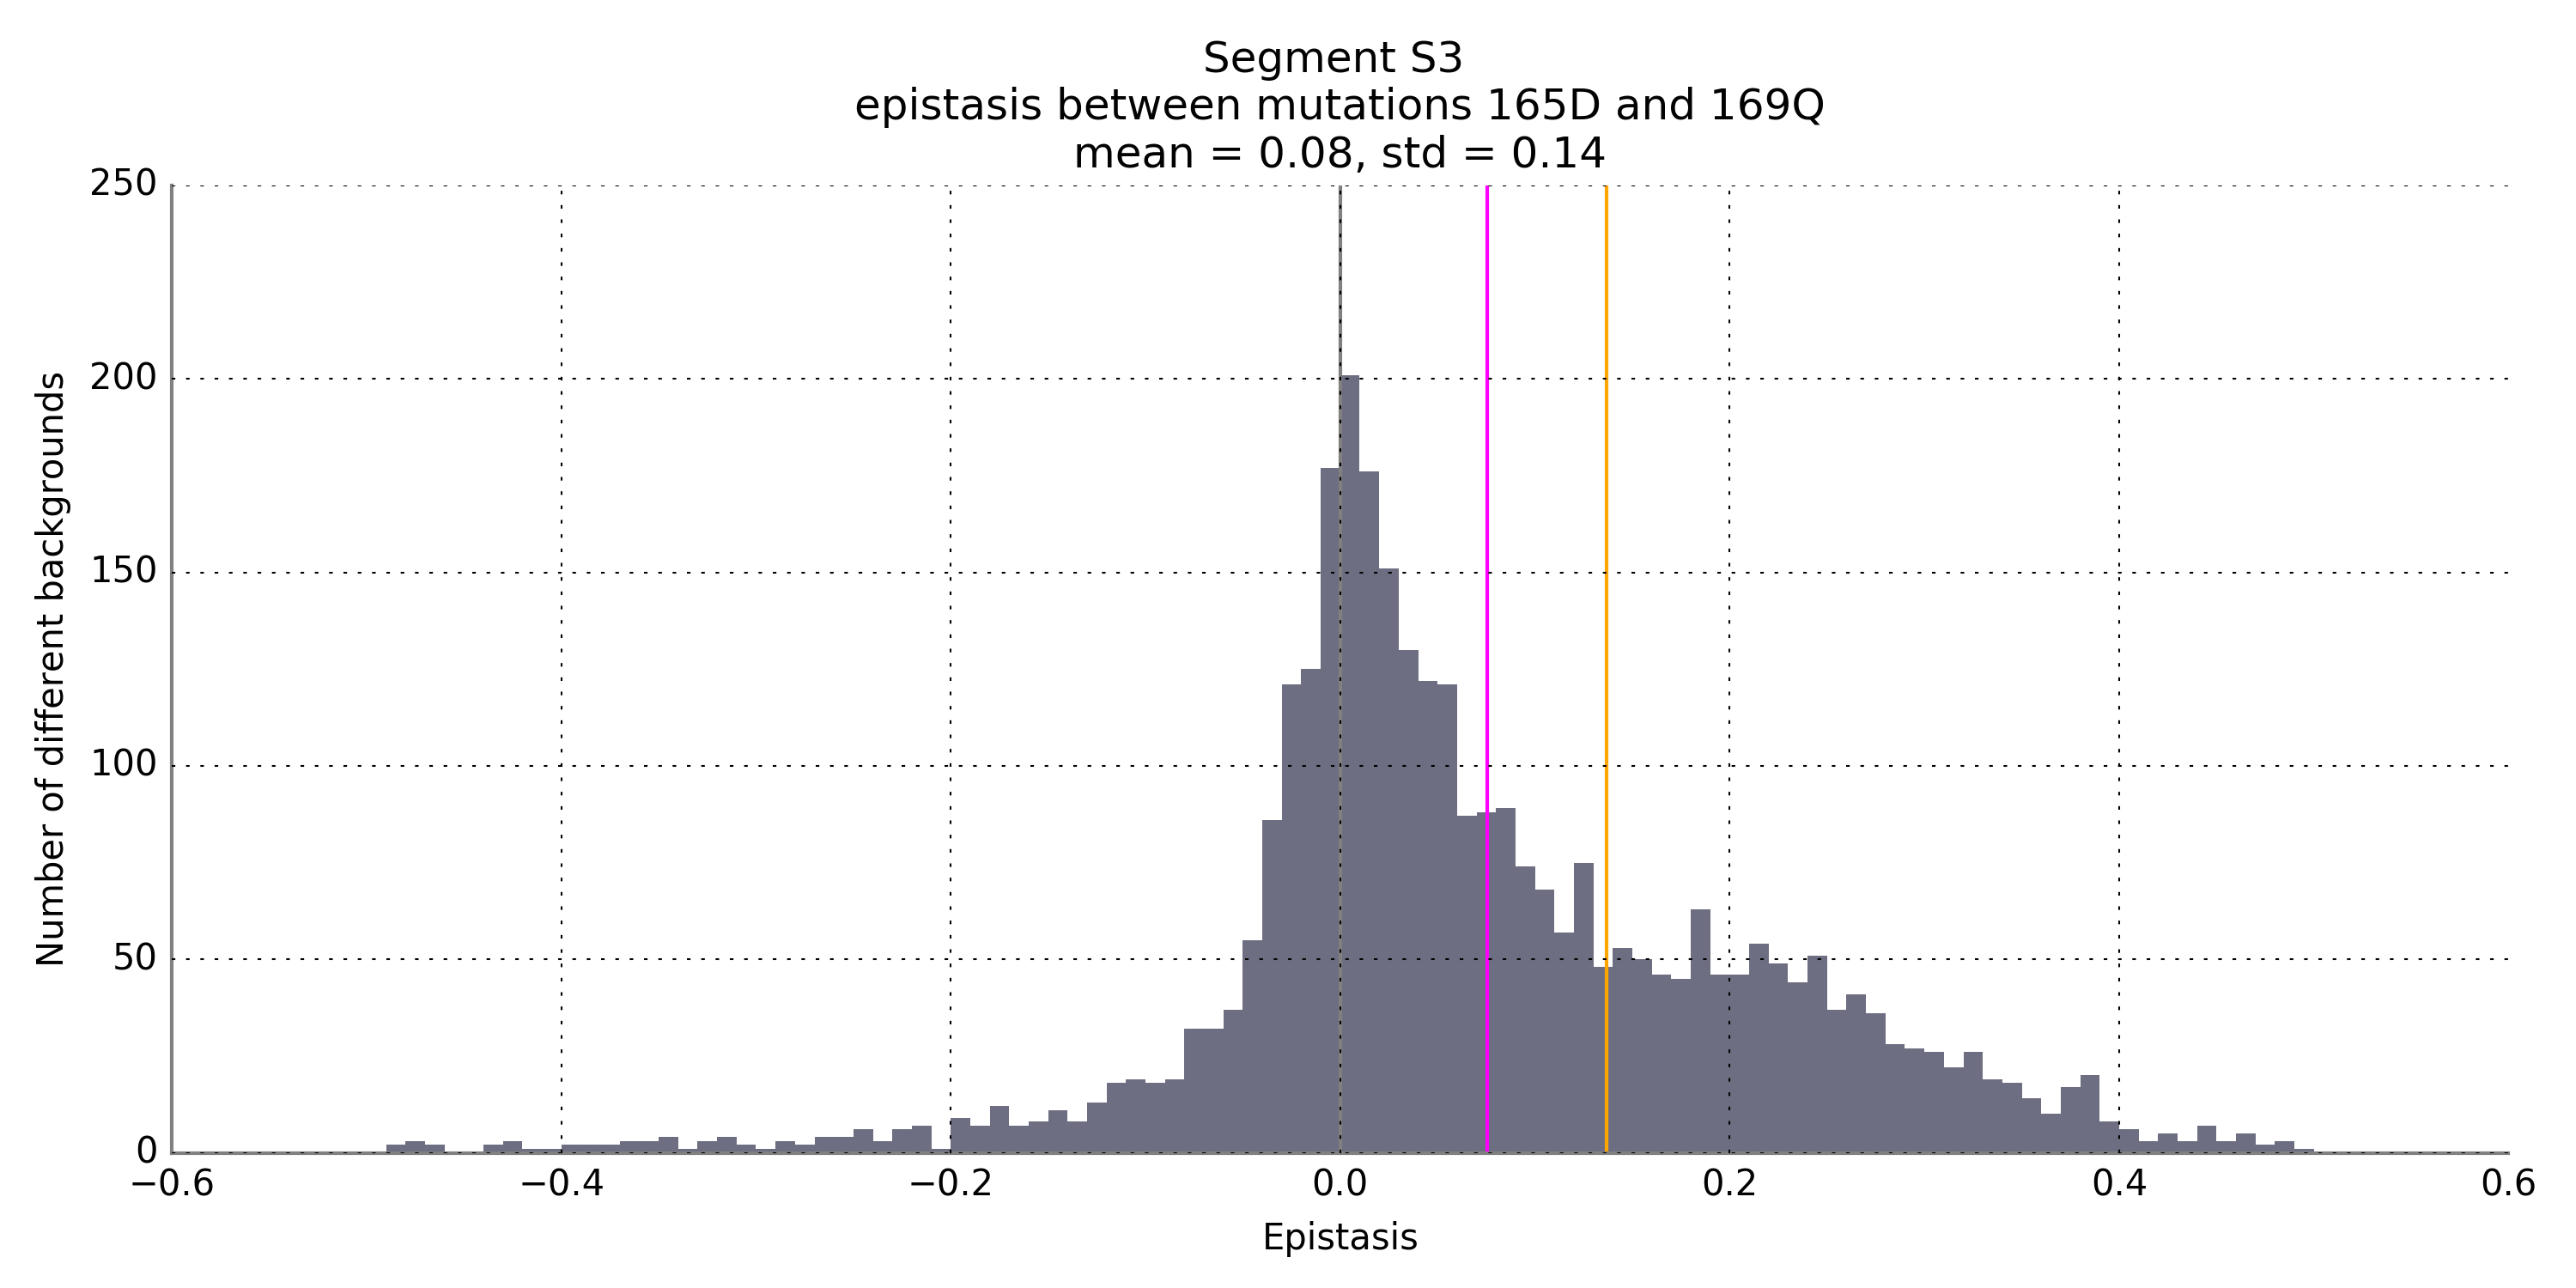 Segment S3
epistasis between mutations 165D and 169Q
mean = 0.08, std = 0.14
Number of different backgrounds
250
200
150
100
50
0
−0.6 −0.4 −0.2 0.0 0.2 0.4 0.6
Epistasis